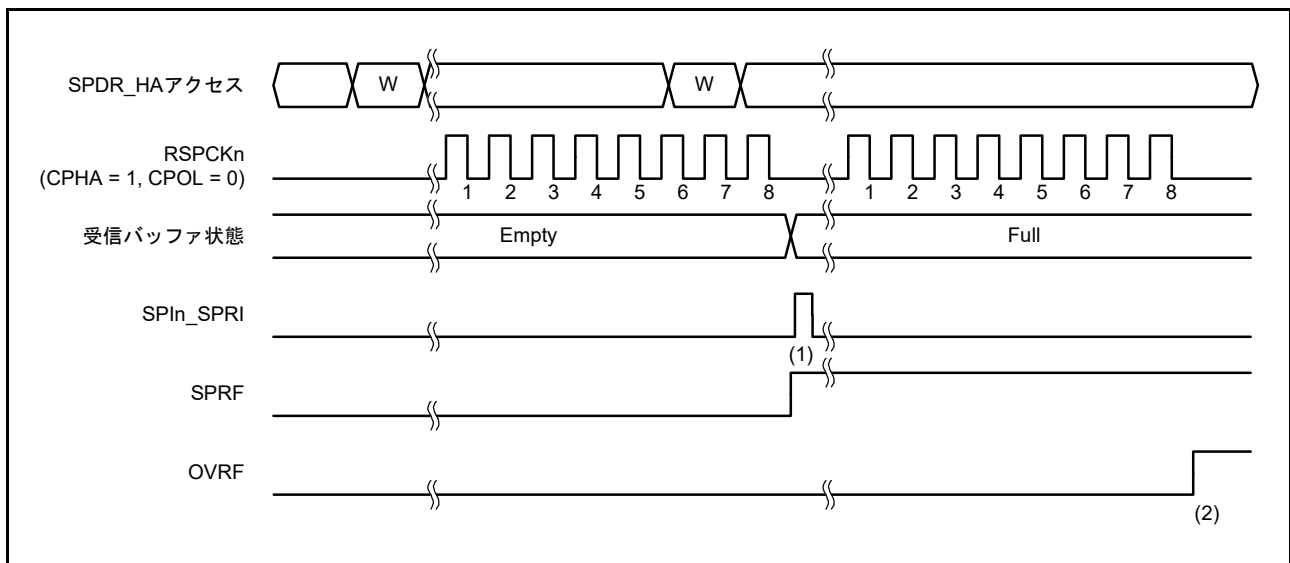 SPDR_HAアクセス
W
W
RSPCKn
(CPHA = 1, CPOL = 0)
1 2 3 4 5 6 7 8
1 2 3 4 5 6 7 8
受信バッファ状態
Empty
Full
SPIn_SPRI
(1)
SPRF
OVRF
(2)